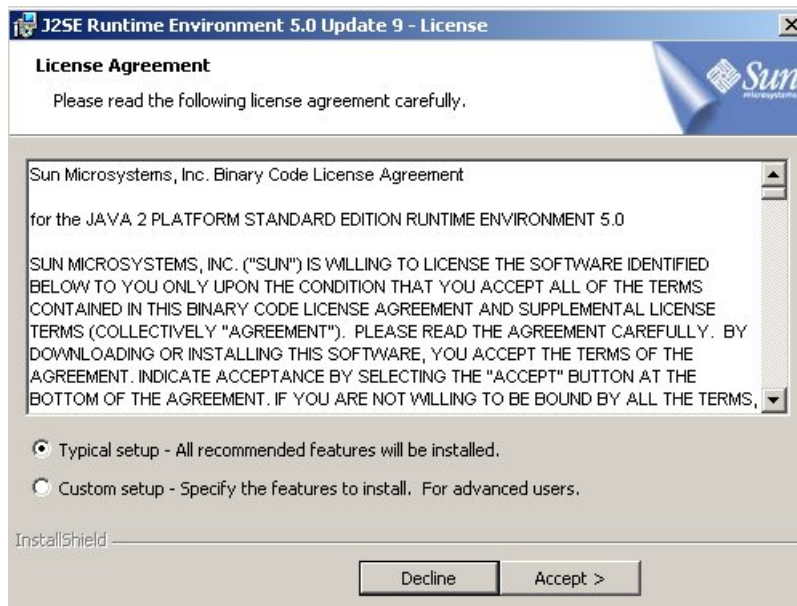 J2SE Runtime Environment 5.0 Update 9 - License
License Agreement
Please read the following license agreement carefully.
Sun
microsystems
Sun Microsystems, Inc. Binary Code License Agreement
for the JAVA 2 PLATFORM STANDARD EDITION RUNTIME ENVIRONMENT 5.0
SUN MICROSYSTEMS, INC. ("SUN") IS WILLING TO LICENSE THE SOFTWARE IDENTIFIED
BELOW TO YOU ONLY UPON THE CONDITION THAT YOU ACCEPT ALL OF THE TERMS
CONTAINED IN THIS BINARY CODE LICENSE AGREEMENT AND SUPPLEMENTAL LICENSE
TERMS (COLLECTIVELY "AGREEMENT").  PLEASE READ THE AGREEMENT CAREFULLY.  BY
DOWNLOADING OR INSTALLING THIS SOFTWARE, YOU ACCEPT THE TERMS OF THE
AGREEMENT. INDICATE ACCEPTANCE BY SELECTING THE "ACCEPT" BUTTON AT THE
BOTTOM OF THE AGREEMENT. IF YOU ARE NOT WILLING TO BE BOUND BY ALL THE TERMS,
Typical setup - All recommended features will be installed.
Custom setup - Specify the features to install.  For advanced users.
InstallShield
Decline
Accept >